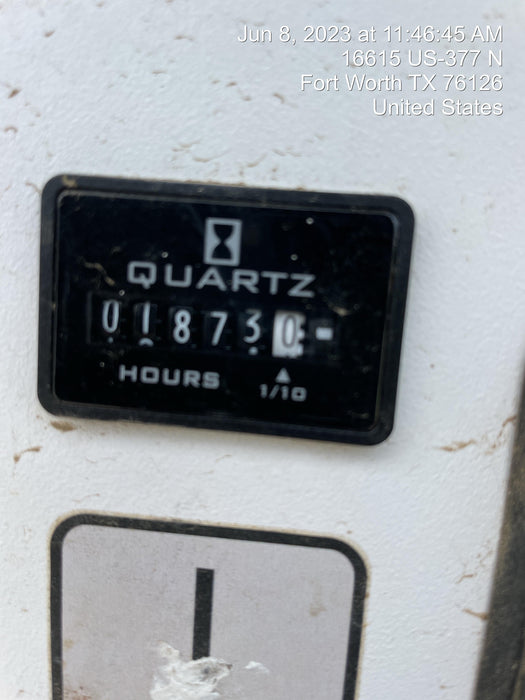 Jun 8, 2023 at 11:46:45 AM
16615 US-377 N
Fort Worth TX 76126
United States
QUARTZ
018730
HOURS 1/10